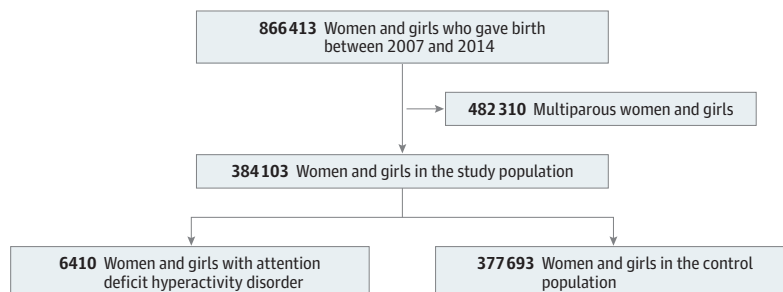 866 413 Women and girls who gave birth
between 2007 and 2014
482 310 Multiparous women and girls
384 103 Women and girls in the study population
6410 Women and girls with attention
deficit hyperactivity disorder
377 693 Women and girls in the control
population